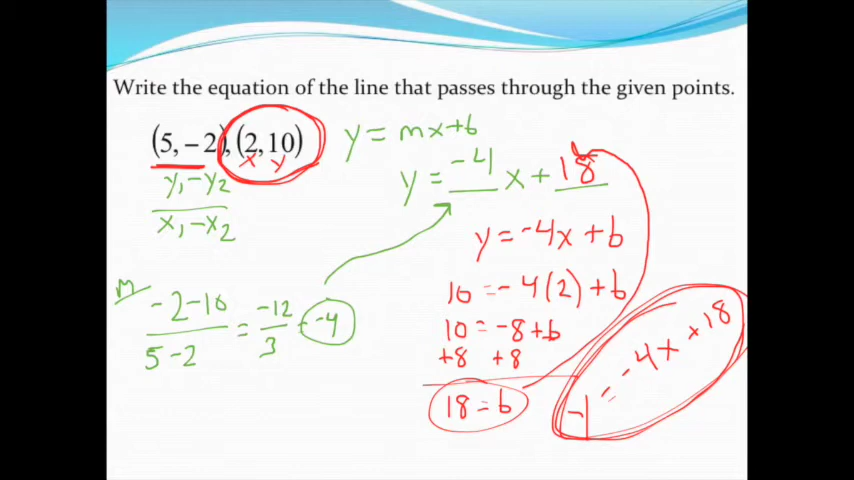 Write the equation of the line that passes through the given points.
(5, −2), (2, 10)
x y
y = mx+b
y₁-y₂
x₁-x₂
y = -4 x + 18
b
y = -4x + b
m
-2-10
5-2
= -12
3
= -4
10 = -4(2) + b
10 = -8 + b
+8 +8
18 = b
= -4x +18